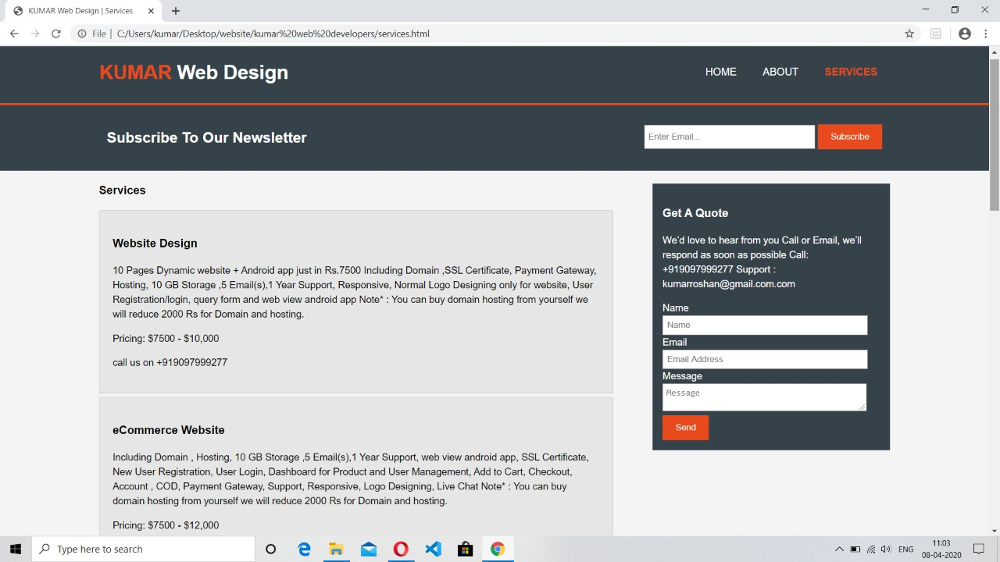 KUMAR Web Design | Services
File | C:/Users/kumar/Desktop/website/kumar%20web%20developers/services.html
KUMAR Web Design
HOME ABOUT SERVICES
Subscribe To Our Newsletter
Enter Email... Subscribe
Services
Website Design
10 Pages Dynamic website + Android app just in Rs.7500 Including Domain ,SSL Certificate, Payment Gateway,
Hosting, 10 GB Storage ,5 Email(s),1 Year Support, Responsive, Normal Logo Designing only for website, User
Registration/login, query form and web view android app Note* : You can buy domain hosting from yourself we
will reduce 2000 Rs for Domain and hosting.
Pricing: $7500 - $10,000
call us on +919097999277
eCommerce Website
Including Domain , Hosting, 10 GB Storage ,5 Email(s),1 Year Support, web view android app, SSL Certificate,
New User Registration, User Login, Dashboard for Product and User Management, Add to Cart, Checkout,
Account , COD, Payment Gateway, Support, Responsive, Logo Designing, Live Chat Note* : You can buy
domain hosting from yourself we will reduce 2000 Rs for Domain and hosting.
Pricing: $7500 - $12,000
Get A Quote
We'd love to hear from you Call or Email, we'll
respond as soon as possible Call:
+919097999277 Support :
kumarroshan@gmail.com.com
Name
Name
Email
Email Address
Message
Message
Send
Type here to search
ENG
11:03
08-04-2020